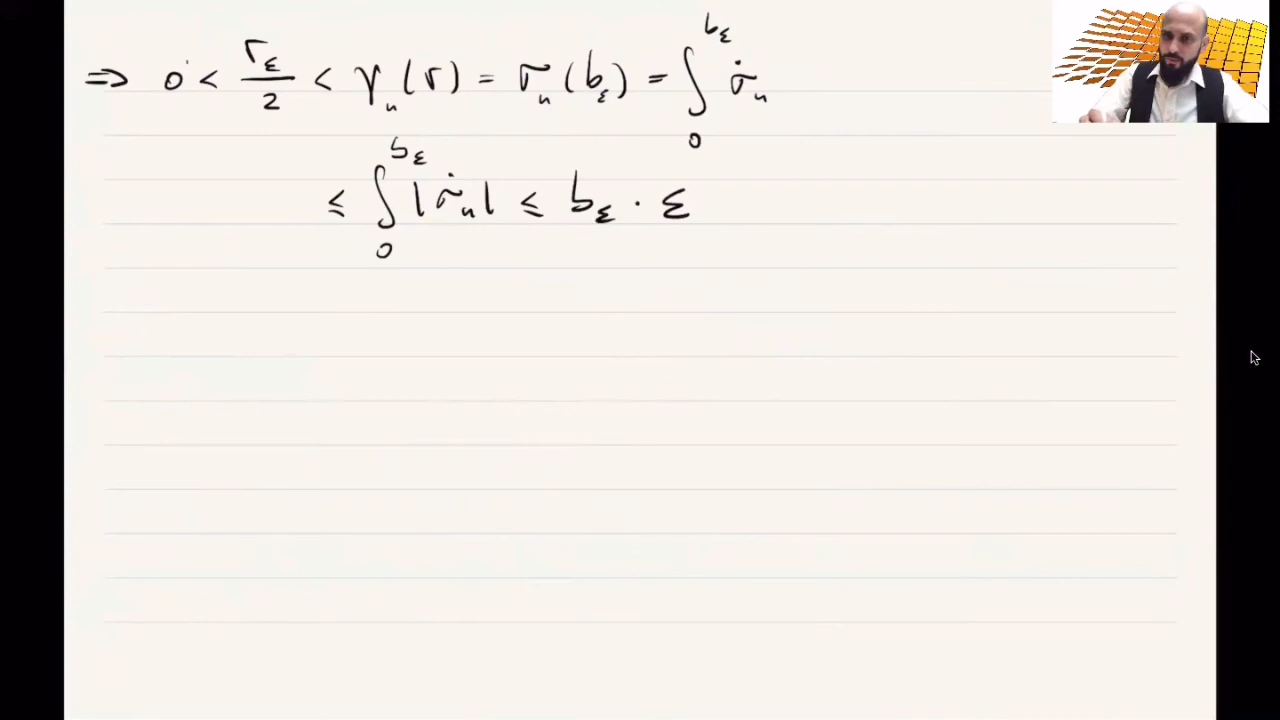 ⇒ 0 < r_ε/2 < γ_n(r) = σ_n(b_ε) = ∫_0^{b_ε} σ̇_n
≤ ∫_0^{b_ε} |σ̇_n| ≤ b_ε · ε